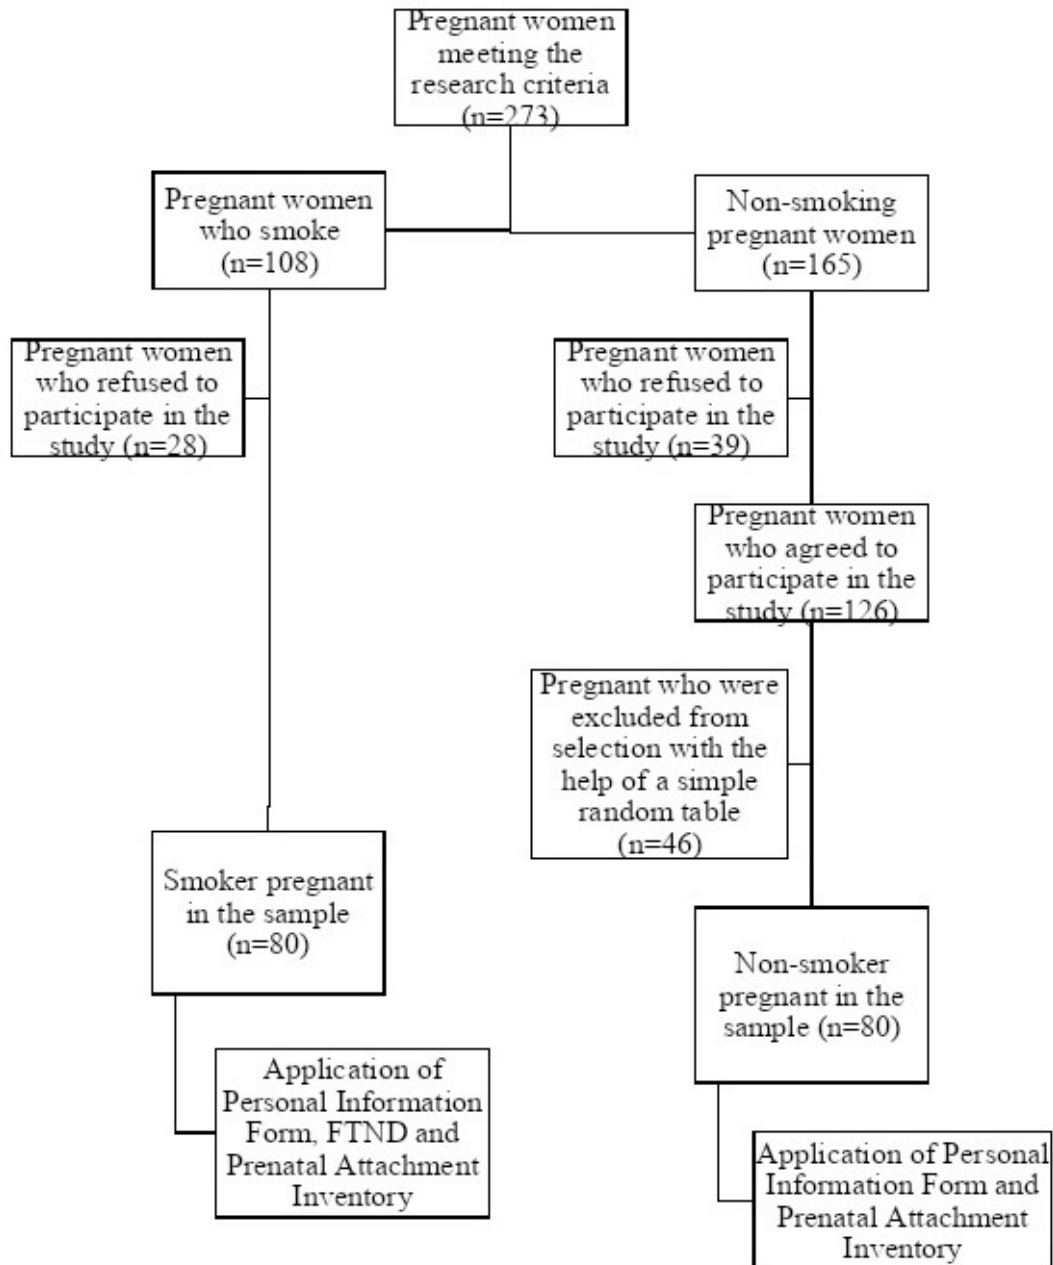 Pregnant women
meeting the
research criteria
(n=273)
Pregnant women
who smoke
(n=108)
Non-smoking
pregnant women
(n=165)
Pregnant women
who refused to
participate in the
study (n=28)
Pregnant women
who refused to
participate in the
study (n=39)
Pregnant women
who agreed to
participate in the
study (n=126)
Pregnant who were
excluded from
selection with the
help of a simple
random table
(n=46)
Smoker pregnant
in the sample
(n=80)
Non-smoker
pregnant in the
sample (n=80)
Application of
Personal Information
Form, FTND and
Prenatal Attachment
Inventory
Application of Personal
Information Form and
Prenatal Attachment
Inventory